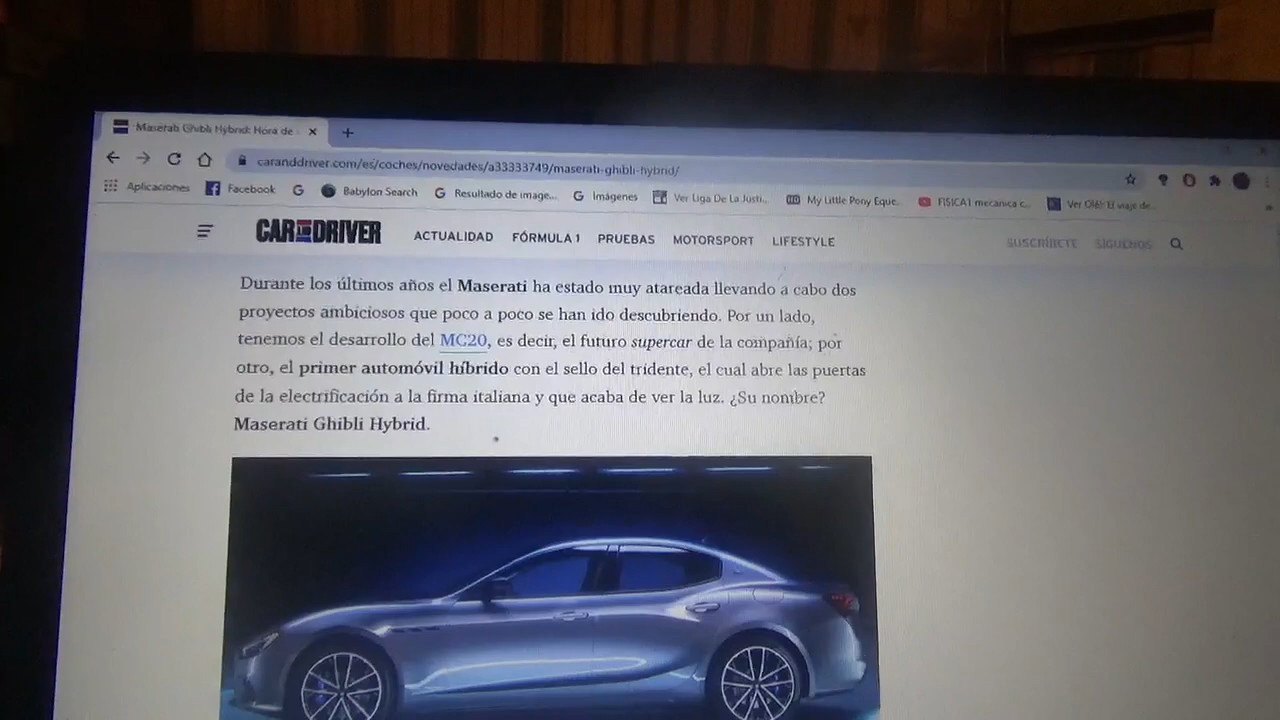 Maserati Ghibli Hybrid: Hora de
caranddriver.com/es/coches/novedades/a33333749/maserati-ghibli-hybrid/
Aplicaciones Facebook Babylon Search Resultado de image... Imágenes Ver Liga De La Justi... My Little Pony Eque... FISICA1 mecanica c... Ver Olé! El viaje de...
CAR AND DRIVER ACTUALIDAD FÓRMULA 1 PRUEBAS MOTORSPORT LIFESTYLE SUSCRÍBETE SÍGUENOS
Durante los últimos años el Maserati ha estado muy atareada llevando a cabo dos
proyectos ambiciosos que poco a poco se han ido descubriendo. Por un lado,
tenemos el desarrollo del MC20, es decir, el futuro supercar de la compañía; por
otro, el primer automóvil híbrido con el sello del tridente, el cual abre las puertas
de la electrificación a la firma italiana y que acaba de ver la luz. ¿Su nombre?
Maserati Ghibli Hybrid.